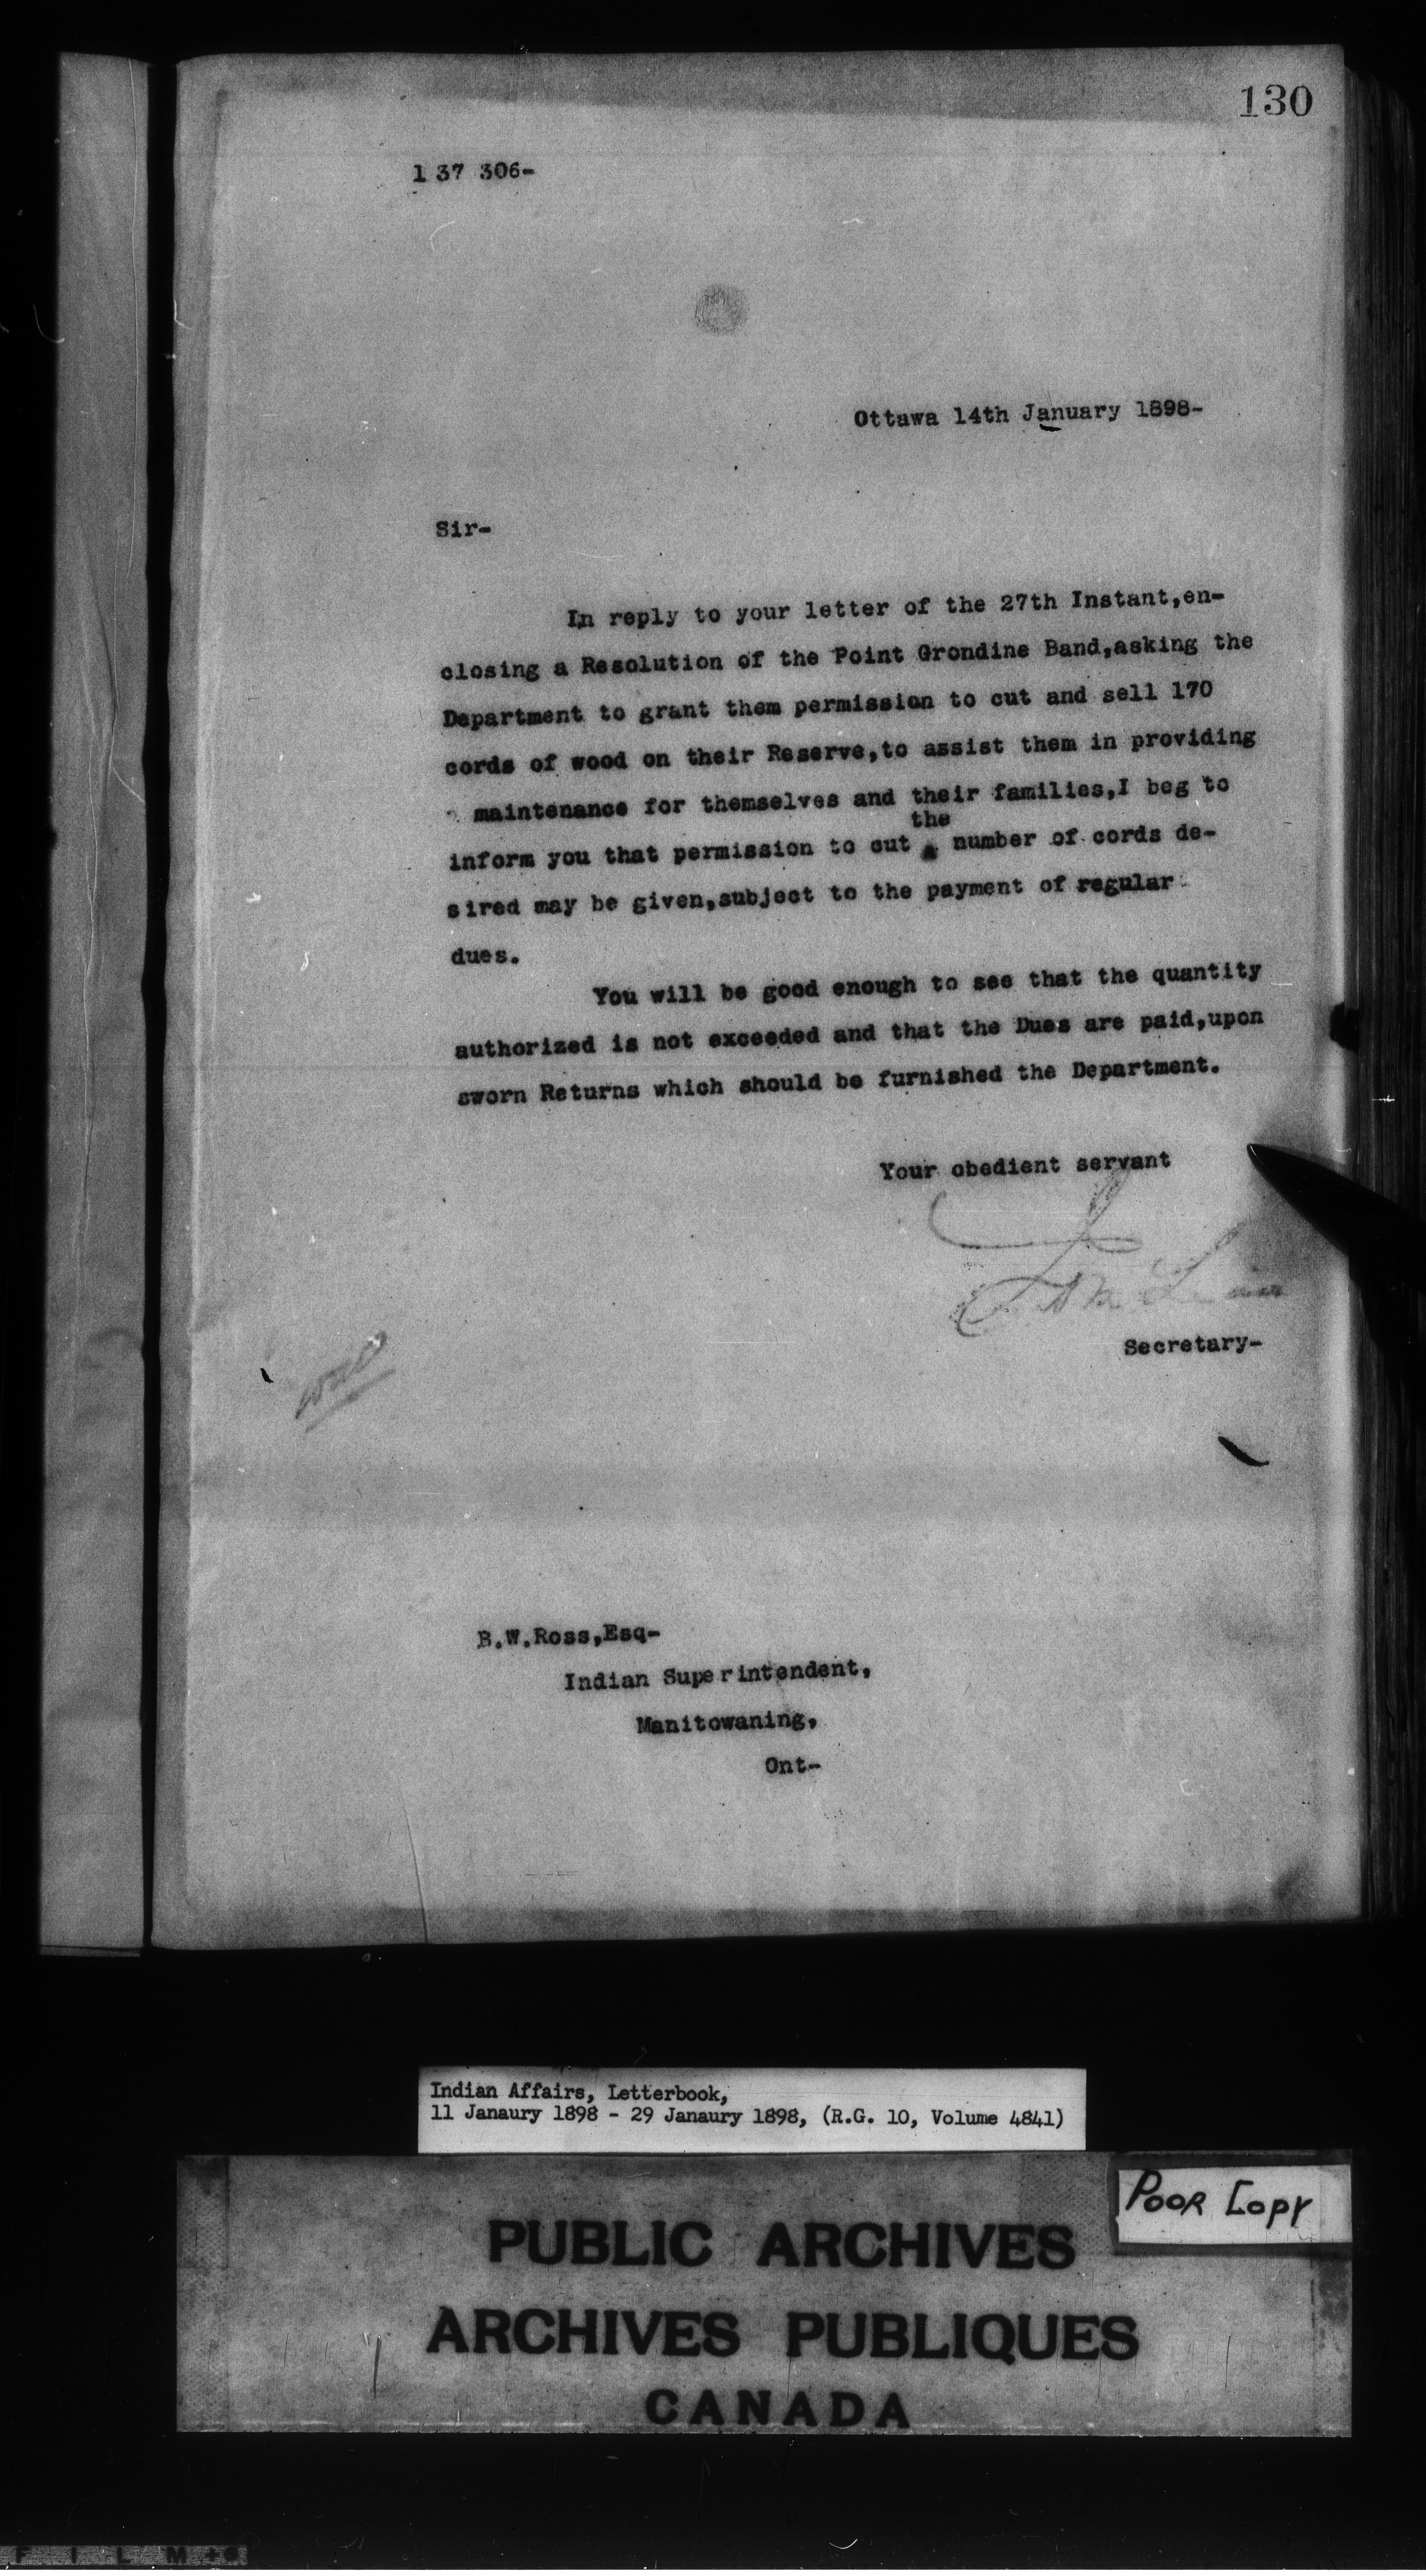 130
1 37 306-
Ottawa 14th January 1898-
Sir-
In reply to your letter of the 27th Instant,en-
closing a Resolution of the Point Grondine Band,asking the
Department to grant them permission to cut and sell 170
cords of wood on their Reserve,to assist them in providing
maintenance for themselves and their families,I beg to
the
inform you that permission to cut number of cords de-
sired may be given,subject to the payment of regular
dues.
You will be good enough to see that the quantity
authorized is not exceeded and that the Dues are paid,upon
sworn Returns which should be furnished the Department.
Your obedient servant
Secretary-
B.W.Ross,Esq-
Indian Superintendent,
Manitowaning,
Ont-
Indian Affairs, Letterbook,
11 Janaury 1898 - 29 Janaury 1898, (R.G. 10, Volume 4841)
POOR COPY
PUBLIC ARCHIVES
ARCHIVES PUBLIQUES
CANADA
FILM